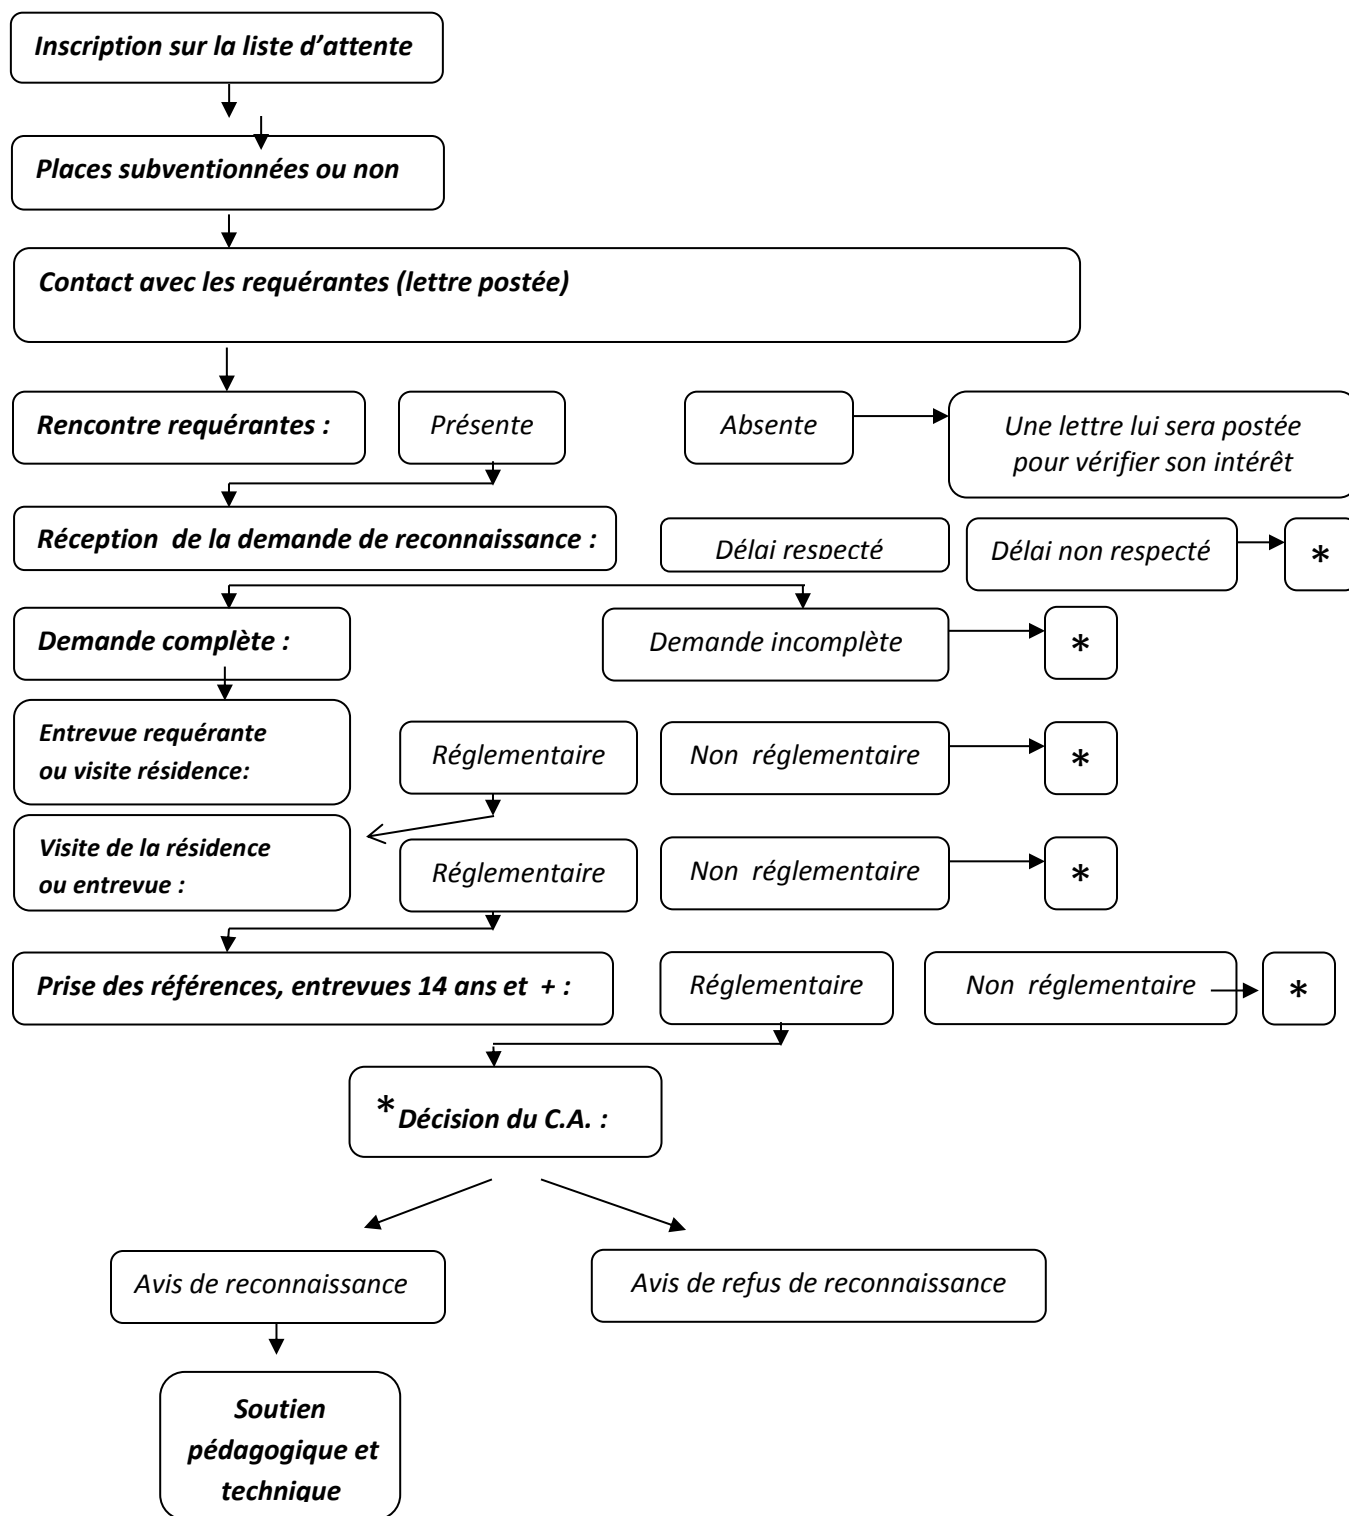 Inscription sur la liste d’attente
Places subventionnées ou non
Contact avec les requérantes (lettre postée)
Rencontre requérantes :
Présente
Absente
Une lettre lui sera postée
pour vérifier son intérêt
Réception  de la demande de reconnaissance :
Délai respecté
Délai non respecté
*
Demande complète :
Demande incomplète
*
Entrevue requérante
ou visite résidence:
Réglementaire
Non  réglementaire
*
Visite de la résidence
ou entrevue :
Réglementaire
Non  réglementaire
*
Prise des références, entrevues 14 ans et  + :
Réglementaire
Non  réglementaire
*
*Décision du C.A. :
Avis de reconnaissance
Avis de refus de reconnaissance
Soutien
pédagogique et
technique